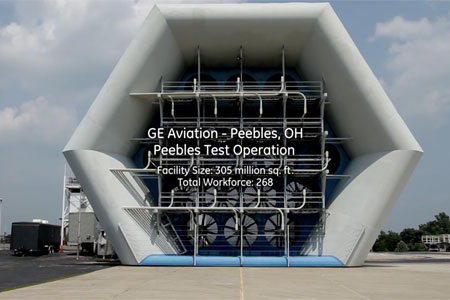 GE Aviation - Peebles, OH
Peebles Test Operation
Facility Size: 305 million sq. ft.
Total Workforce: 268